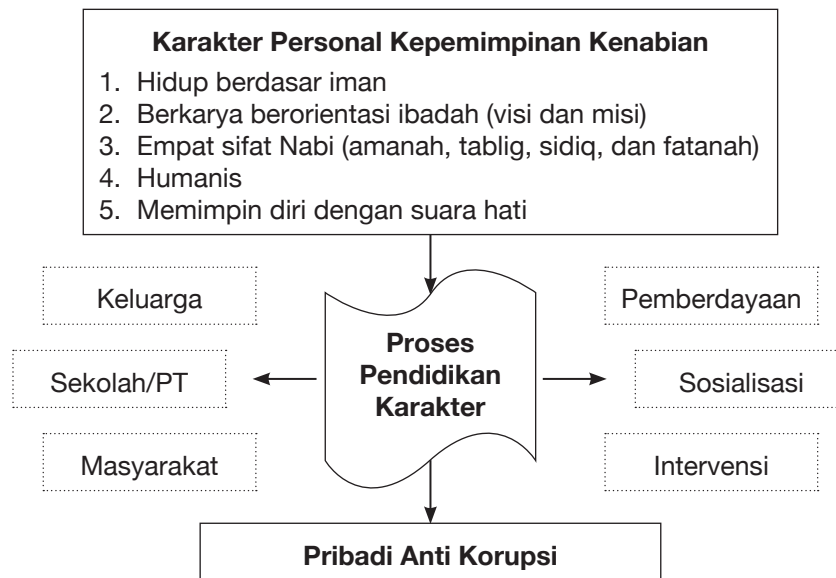 Karakter Personal Kepemimpinan Kenabian
1. Hidup berdasar iman
2. Berkarya berorientasi ibadah (visi dan misi)
3. Empat sifat Nabi (amanah, tablig, sidiq, dan fatanah)
4. Humanis
5. Memimpin diri dengan suara hati
Keluarga
Sekolah/PT
Masyarakat
Proses
Pendidikan
Karakter
Pemberdayaan
Sosialisasi
Intervensi
Pribadi Anti Korupsi